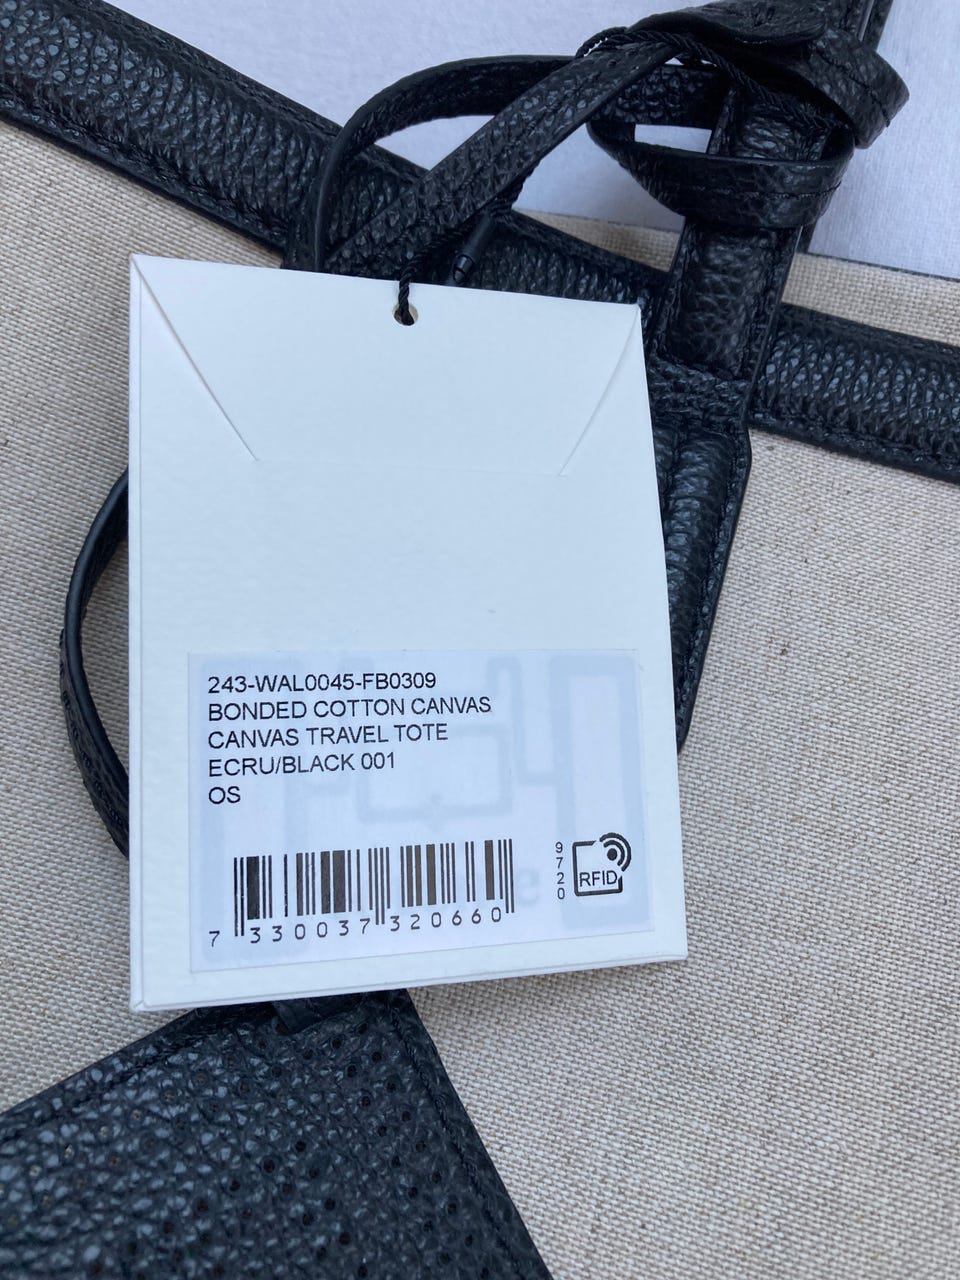 243-WAL0045-FB0309
BONDED COTTON CANVAS
CANVAS TRAVEL TOTE
ECRU/BLACK 001
OS
7 330037 320660
9720
RFID